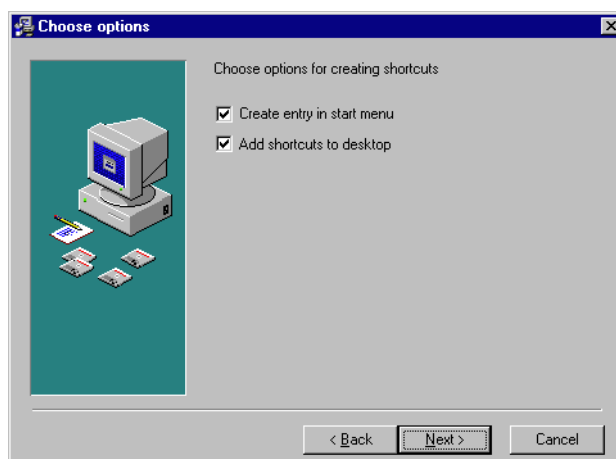 Choose options
Choose options for creating shortcuts
Create entry in start menu
Add shortcuts to desktop
< Back
Next >
Cancel